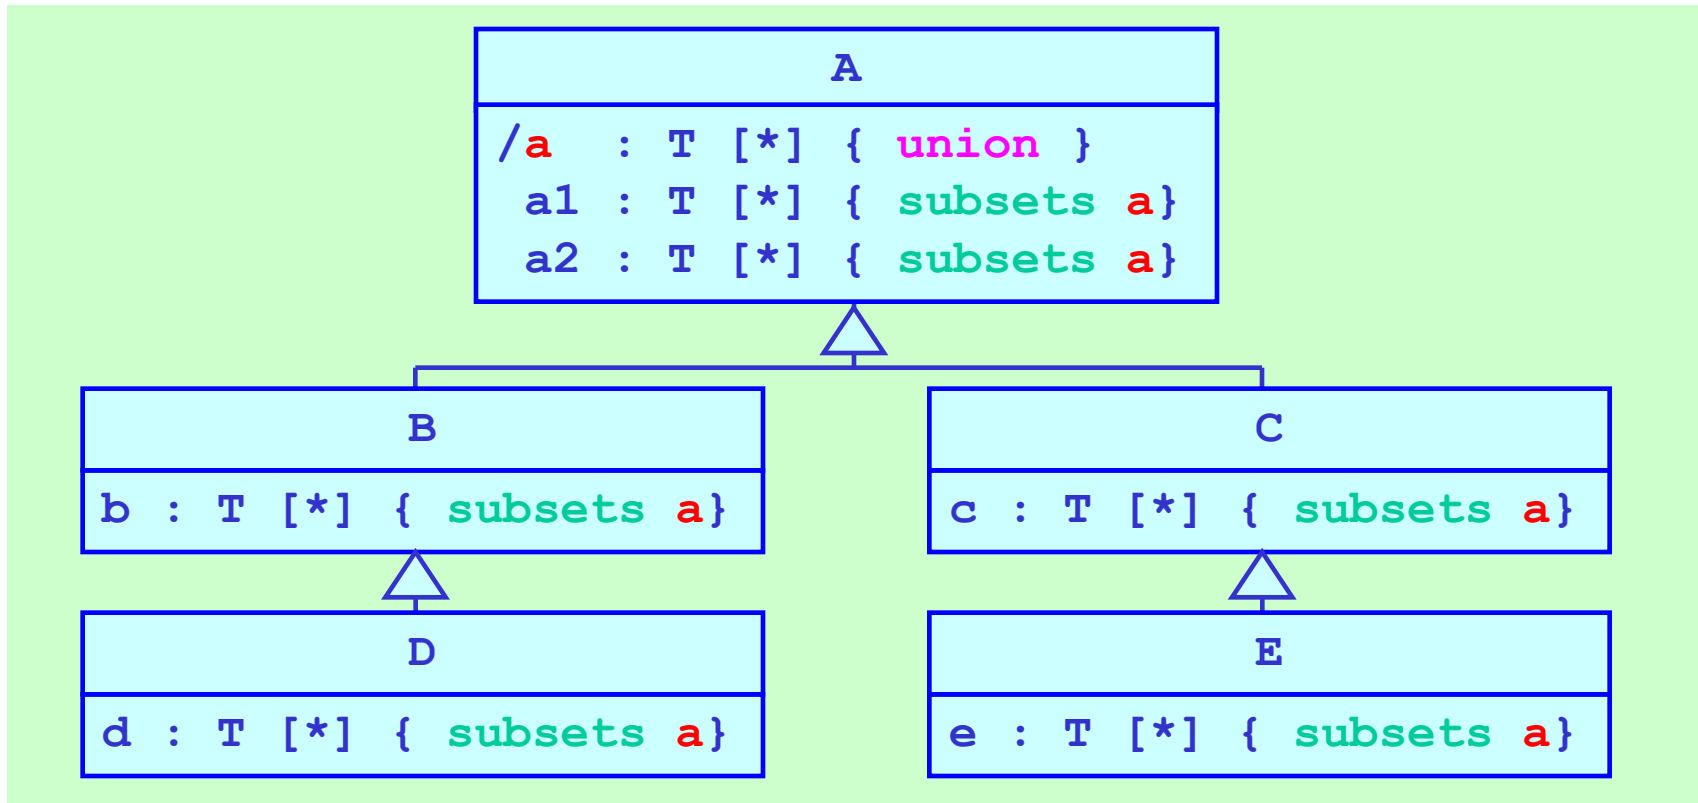 A
/a : T [*] { union }
a1 : T [*] { subsets a}
a2 : T [*] { subsets a}
B
b : T [*] { subsets a}
C
c : T [*] { subsets a}
D
d : T [*] { subsets a}
E
e : T [*] { subsets a}